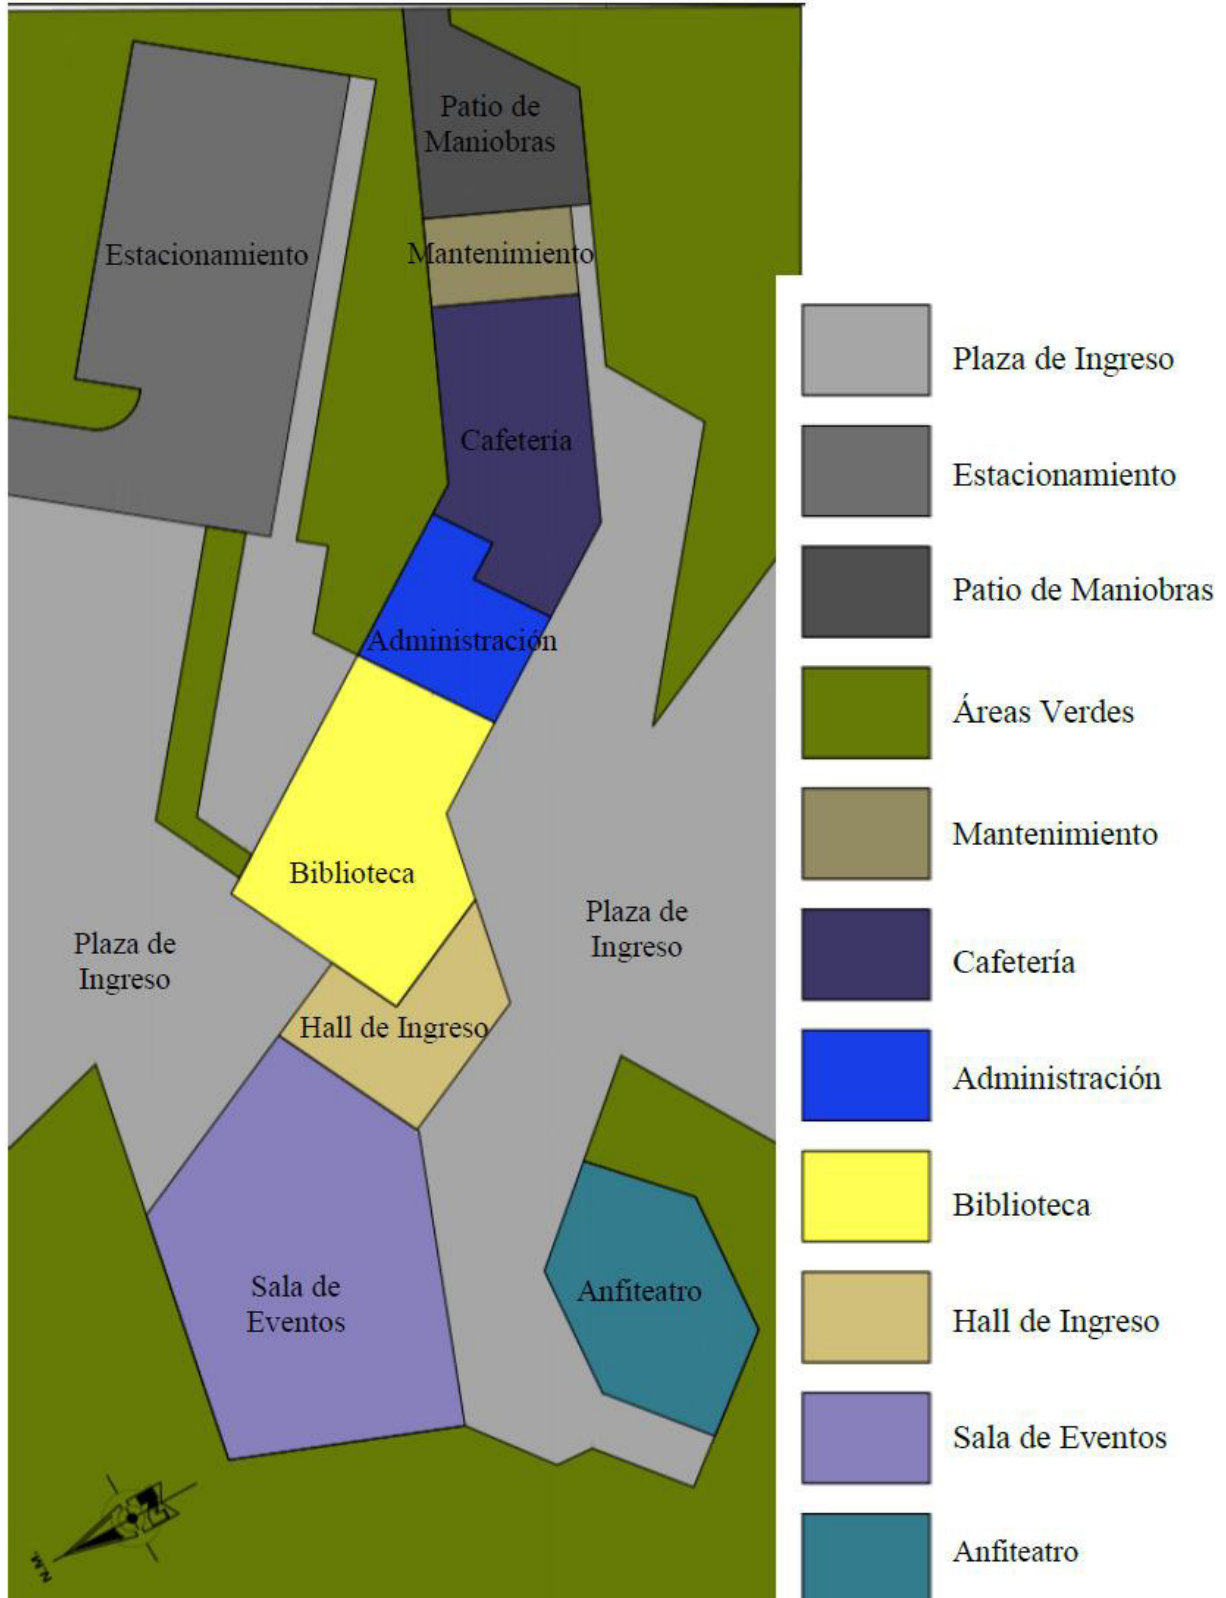 Patio de
Maniobras
Estacionamiento
Mantenimiento
Cafetería
Administración
Biblioteca
Plaza de
Ingreso
Plaza de
Ingreso
Hall de Ingreso
Sala de
Eventos
Anfiteatro
N.M.
Plaza de Ingreso
Estacionamiento
Patio de Maniobras
Áreas Verdes
Mantenimiento
Cafetería
Administración
Biblioteca
Hall de Ingreso
Sala de Eventos
Anfiteatro